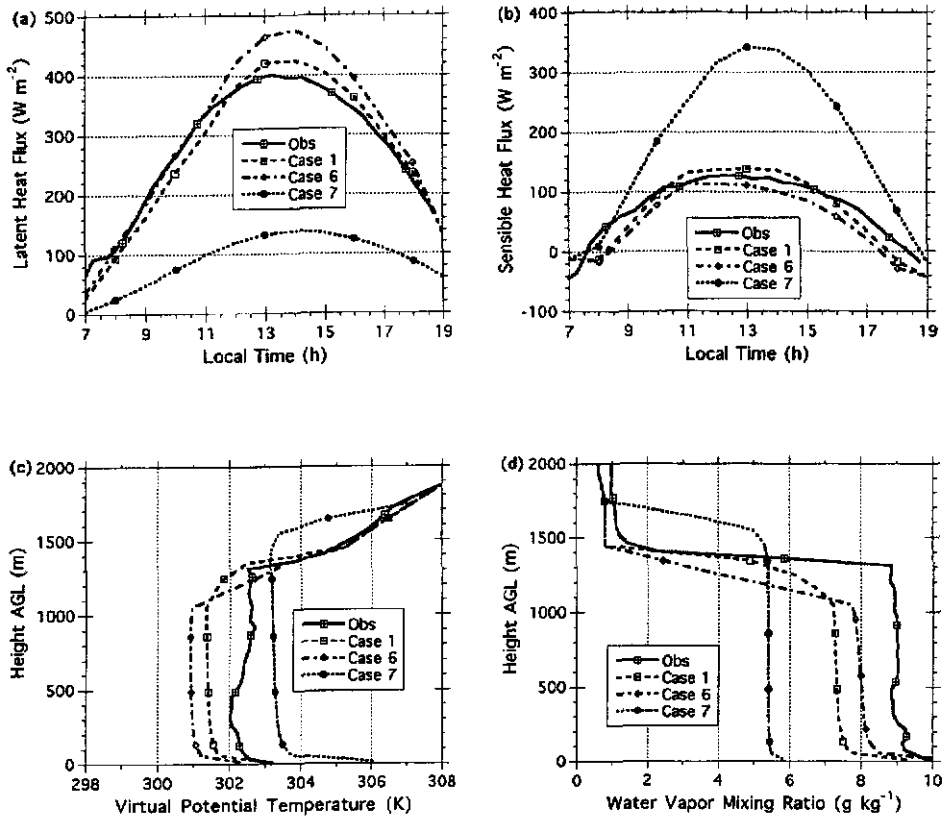 (a)
500
400
300
200
100
0
Latent Heat Flux (W m-2)
Obs
Case 1
Case 6
Case 7
7 9 11 13 15 17 19
Local Time (h)
(b)
400
300
200
100
0
-100
Sensible Heat Flux (W m-2)
Obs
Case 1
Case 6
Case 7
7 9 11 13 15 17 19
Local Time (h)
(c)
2000
1500
1000
500
0
Height AGL (m)
Obs
Case 1
Case 6
Case 7
298 300 302 304 306 308
Virtual Potential Temperature (K)
(d)
2000
1500
1000
500
0
Height AGL (m)
Obs
Case 1
Case 6
Case 7
0 2 4 6 8 10
Water Vapor Mixing Ratio (g kg-1)